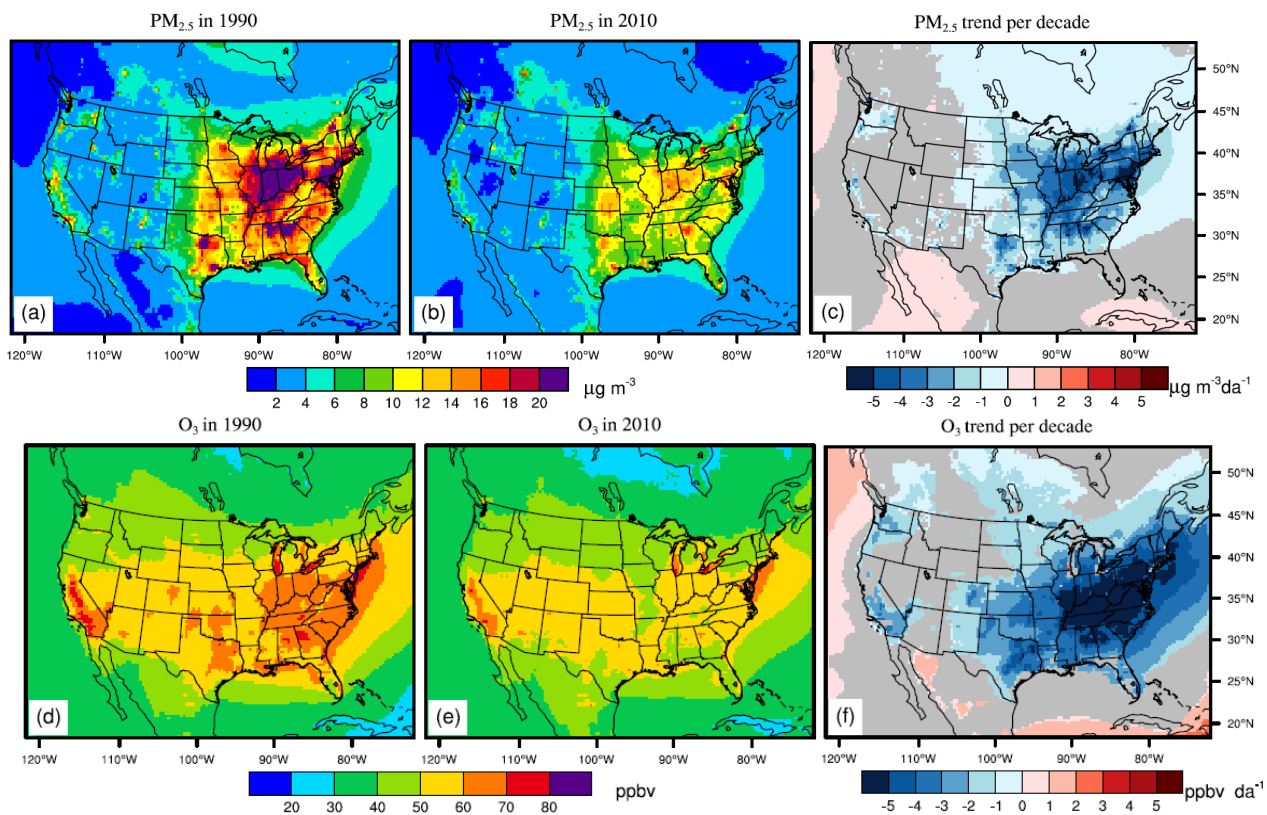 PM2.5 in 1990
PM2.5 in 2010
PM2.5 trend per decade
50°N
45°N
40°N
35°N
30°N
25°N
20°N
(a)
(b)
(c)
120°W 110°W 100°W 90°W 80°W
120°W 110°W 100°W 90°W 80°W
120°W 110°W 100°W 90°W 80°W
2 4 6 8 10 12 14 16 18 20
μg m-3
-5 -4 -3 -2 -1 0 1 2 3 4 5
μg m-3da-1
O3 in 1990
O3 in 2010
O3 trend per decade
50°N
45°N
40°N
35°N
30°N
25°N
20°N
(d)
(e)
(f)
120°W 110°W 100°W 90°W 80°W
120°W 110°W 100°W 90°W 80°W
120°W 110°W 100°W 90°W 80°W
20 30 40 50 60 70 80
ppbv
-5 -4 -3 -2 -1 0 1 2 3 4 5
ppbv da-1